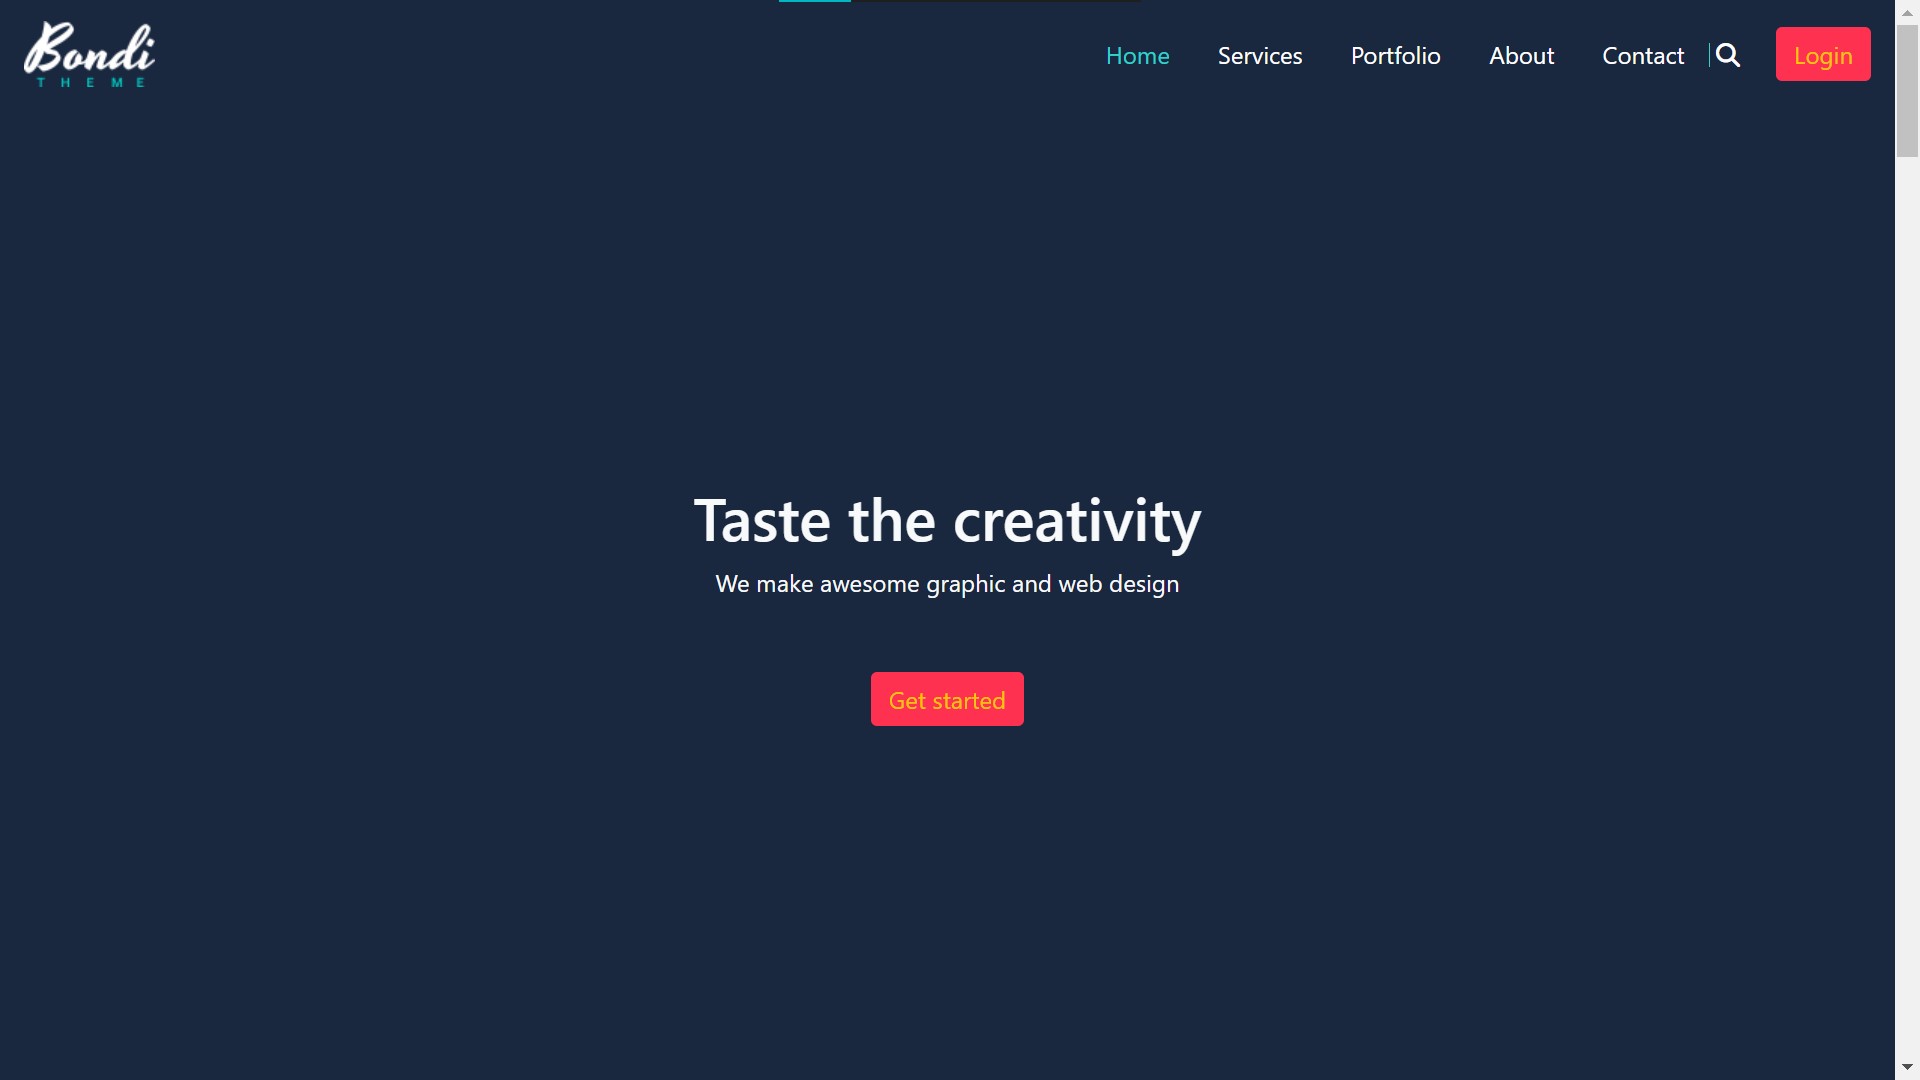 Bondi
THEME
Home Services Portfolio About Contact Login
Taste the creativity
We make awesome graphic and web design
Get started